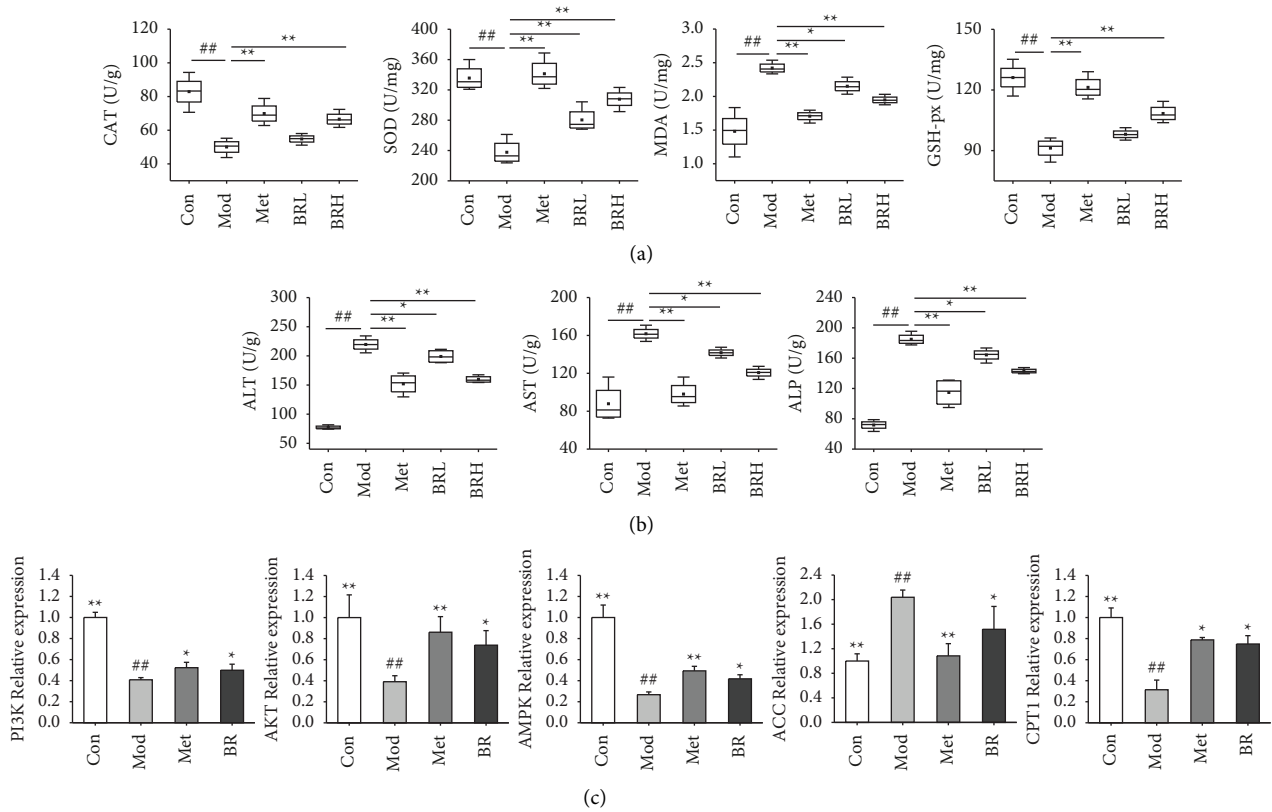 CAT (U/g)
100
80
60
40
##
**
**
Con
Mod
Met
BRL
BRH
SOD (U/mg)
400
360
320
280
240
200
##
**
**
**
Con
Mod
Met
BRL
BRH
MDA (U/mg)
3.0
2.5
2.0
1.5
1.0
##
**
*
**
Con
Mod
Met
BRL
BRH
GSH-px (U/mg)
150
120
90
##
**
**
Con
Mod
Met
BRL
BRH
(a)
ALT (U/g)
300
250
200
150
100
50
##
**
*
**
Con
Mod
Met
BRL
BRH
AST (U/g)
200
160
120
80
40
##
**
*
**
Con
Mod
Met
BRL
BRH
ALP (U/g)
240
200
160
120
80
40
##
**
*
**
Con
Mod
Met
BRL
BRH
(b)
PI3K Relative expression
1.4
1.2
1.0
0.8
0.6
0.4
0.2
0.0
**
##
*
*
Con
Mod
Met
BR
AKT Relative expression
1.4
1.2
1.0
0.8
0.6
0.4
0.2
0.0
**
##
**
*
Con
Mod
Met
BR
AMPK Relative expression
1.4
1.2
1.0
0.8
0.6
0.4
0.2
0.0
**
##
**
*
Con
Mod
Met
BR
ACC Relative expression
2.4
2.0
1.6
1.2
0.8
0.4
0.0
**
##
**
*
Con
Mod
Met
BR
CPT1 Relative expression
1.4
1.2
1.0
0.8
0.6
0.4
0.2
0.0
**
##
*
*
Con
Mod
Met
BR
(c)